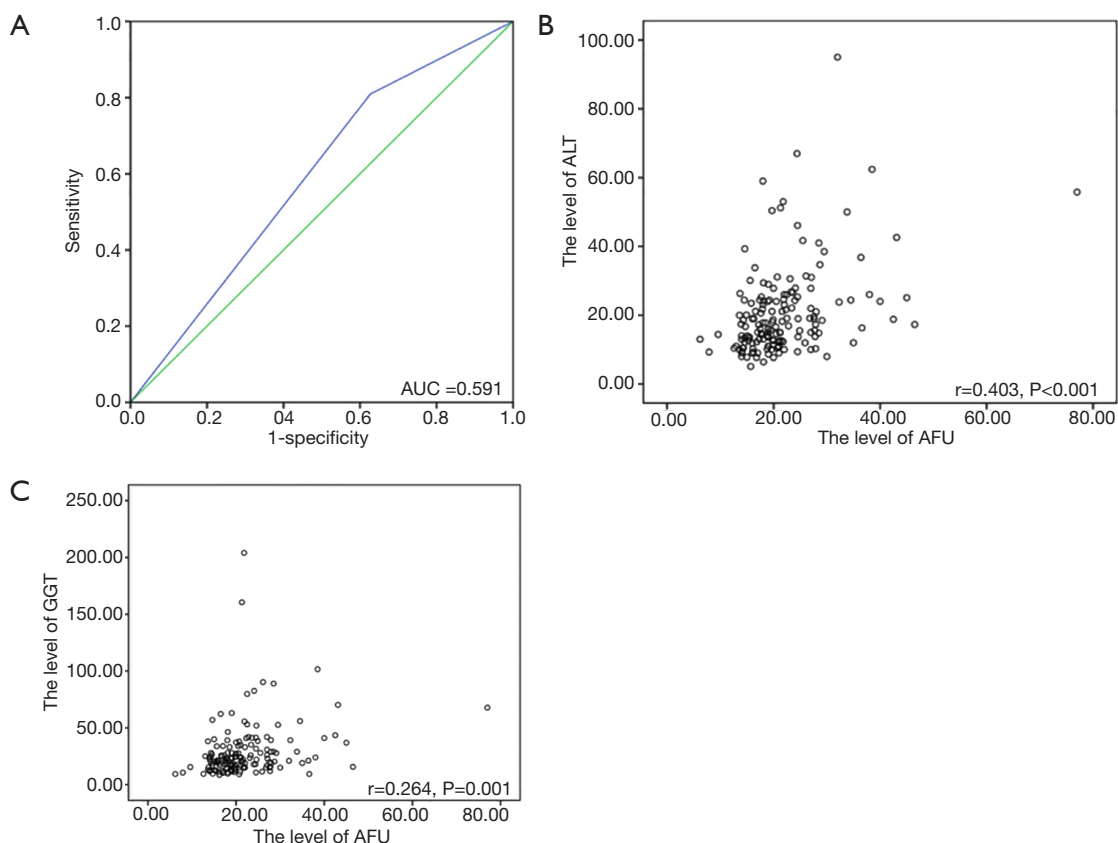 A
Sensitivity
1.0
0.8
0.6
0.4
0.2
0.0
0.0 0.2 04 0.6 0.8 1.0
1-specificity
AUC =0.591
B
The level of ALT
100.00
80.00
60.00
40.00
20.00
0.00
r=0.403, P<0.001
0.00 20.00 40.00 60.00 80.00
The level of AFU
C
The level of GGT
250.00
200.00
150.00
100.00
50.00
0.00
r=0.264, P=0.001
0.00 20.00 40.00 60.00 80.00
The level of AFU